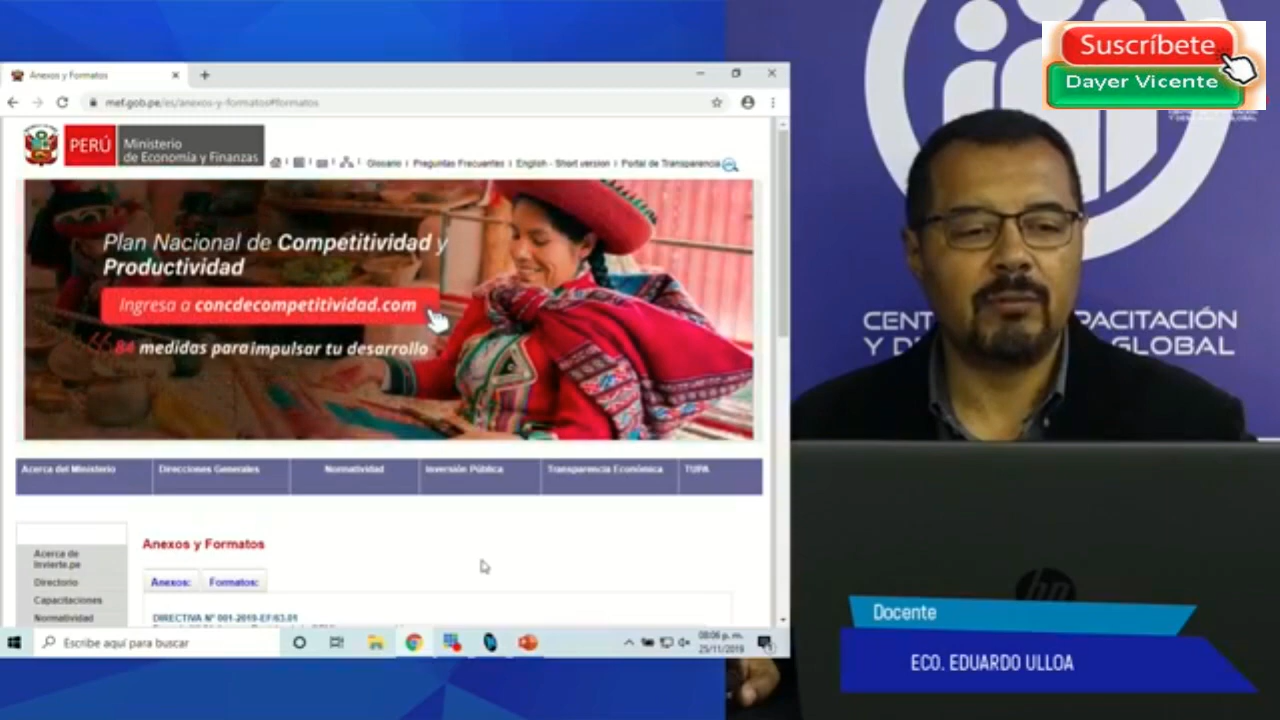 Anexos y Formatos
mef.gob.pe/es/anexos-y-formatos#formatos
PERÚ
Ministerio
de Economía y Finanzas
Glosario | Preguntas Frecuentes | English - Short version | Portal de Transparencia
Plan Nacional de Competitividad y
Productividad
Ingresa a concdecompetitividad.com
84 medidas para impulsar tu desarrollo
Acerca del Ministerio
Direcciones Generales
Normatividad
Inversión Pública
Transparencia Económica
TUPA
Acerca de
Invierte.pe
Directorio
Capacitaciones
Normatividad
Anexos y Formatos
Anexos:
Formatos:
DIRECTIVA N° 001-2019-EF/63.01
Escribe aquí para buscar
08:06 p. m.
25/11/2019
Suscríbete
Dayer Vicente
GLOBAL
hp
Docente
ECO. EDUARDO ULLOA